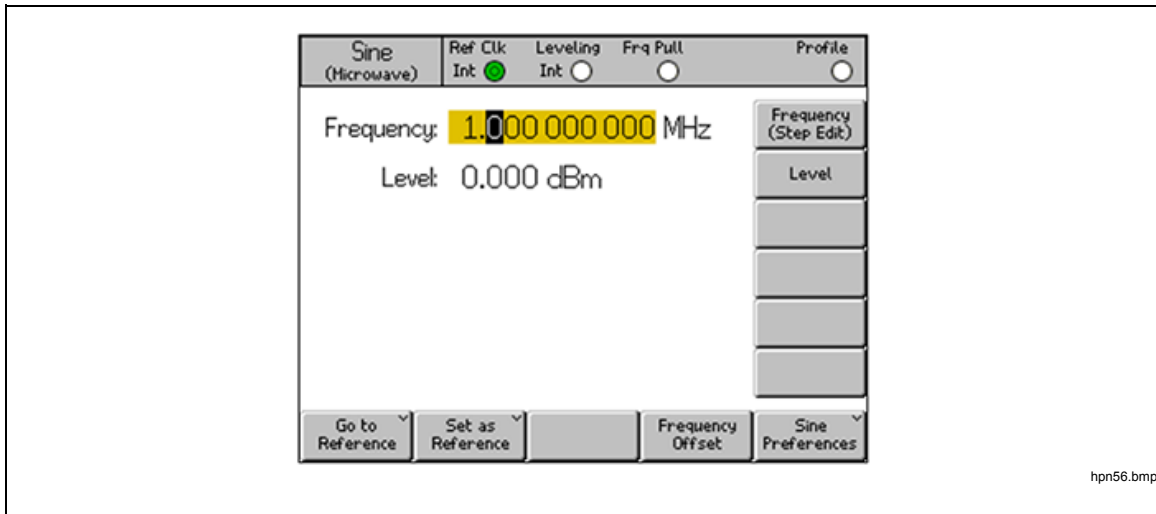 Sine
(Microwave)
Ref Clk
Int
Leveling
Int
Frq Pull
Profile
Frequency: 1.000 000 000 MHz
Level: 0.000 dBm
Frequency
(Step Edit)
Level
Go to
Reference
Set as
Reference
Frequency
Offset
Sine
Preferences
hpn56.bmp